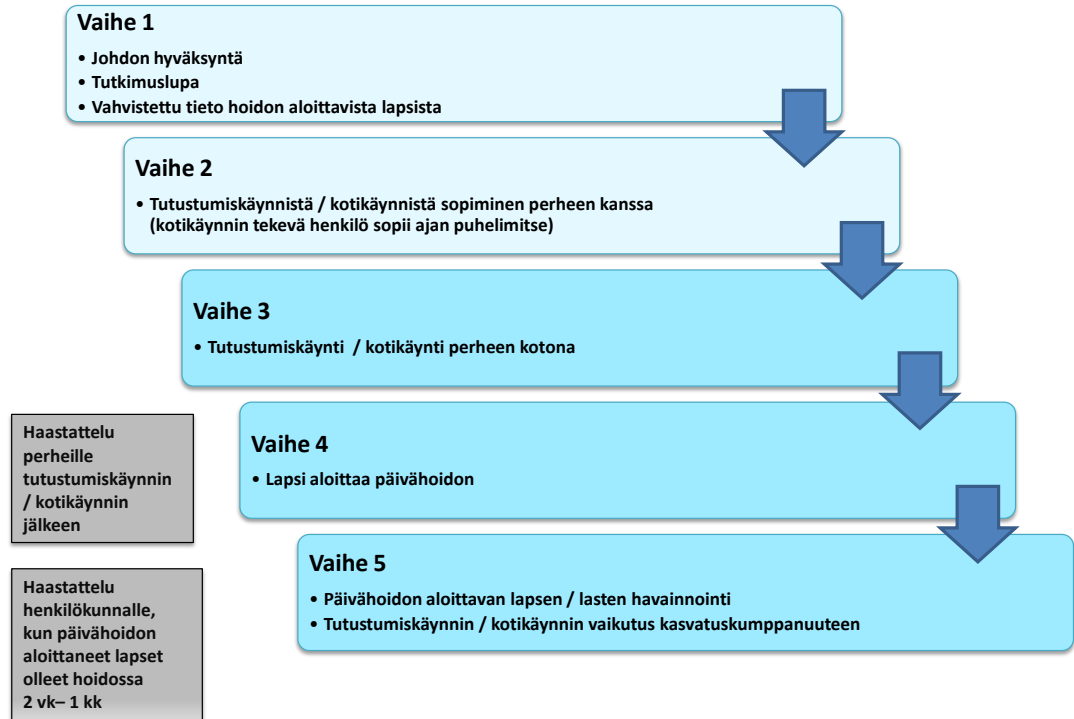 Vaihe 1
• Johdon hyväksyntä
• Tutkimuslupa
• Vahvistettu tieto hoidon aloittavista lapsista
Vaihe 2
• Tutustumiskäynnistä / kotikäynnistä sopiminen perheen kanssa
(kotikäynnin tekevä henkilö sopii ajan puhelimitse)
Vaihe 3
• Tutustumiskäynti / kotikäynti perheen kotona
Haastattelu
perheille
tutustumiskäynnin
/ kotikäynnin
jälkeen
Vaihe 4
• Lapsi aloittaa päivähoidon
Vaihe 5
• Päivähoidon aloittavan lapsen / lasten havainnointi
• Tutustumiskäynnin / kotikäynnin vaikutus kasvatuskumppanuuteen
Haastattelu
henkilökunnalle,
kun päivähoidon
aloittaneet lapset
olleet hoidossa
2 vk– 1 kk